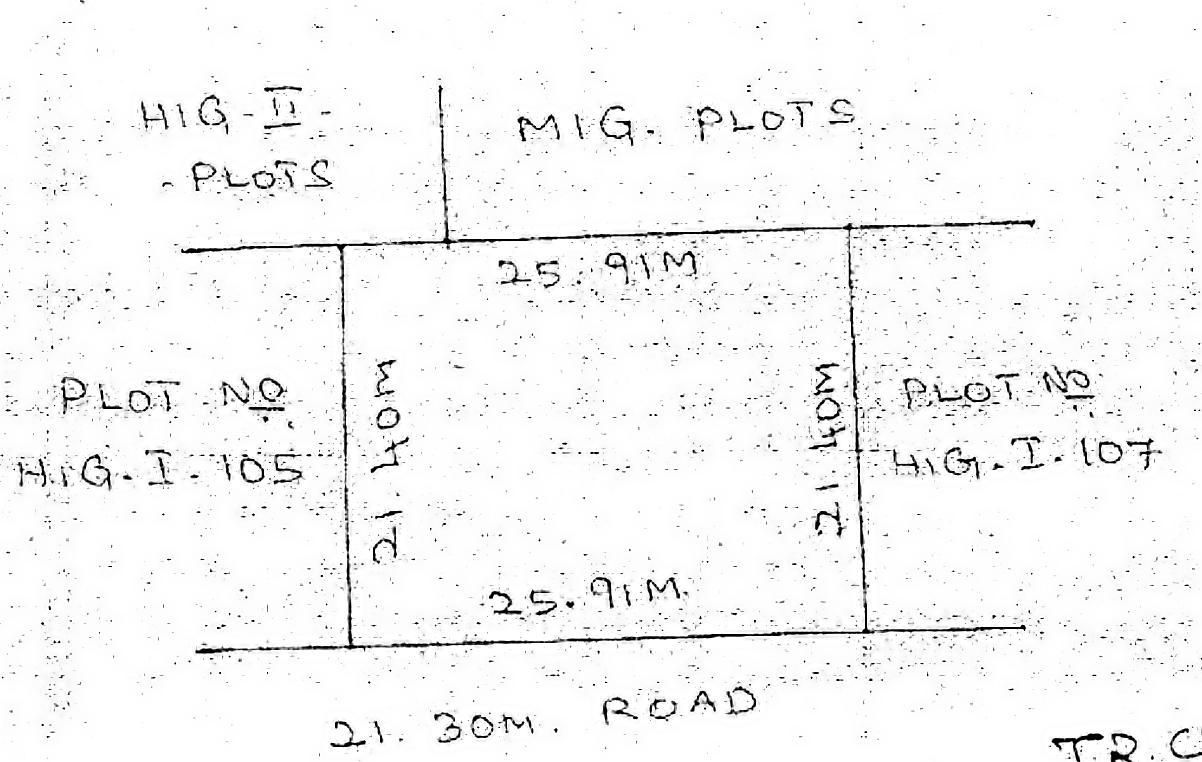 HIG-II-
PLOTS
MIG. PLOTS
25.91M
PLOT NO
HIG.I-105
21.40M
21.40M
PLOT NO
HIG.I.107
25.91M.
21.30M. ROAD
T.R.C